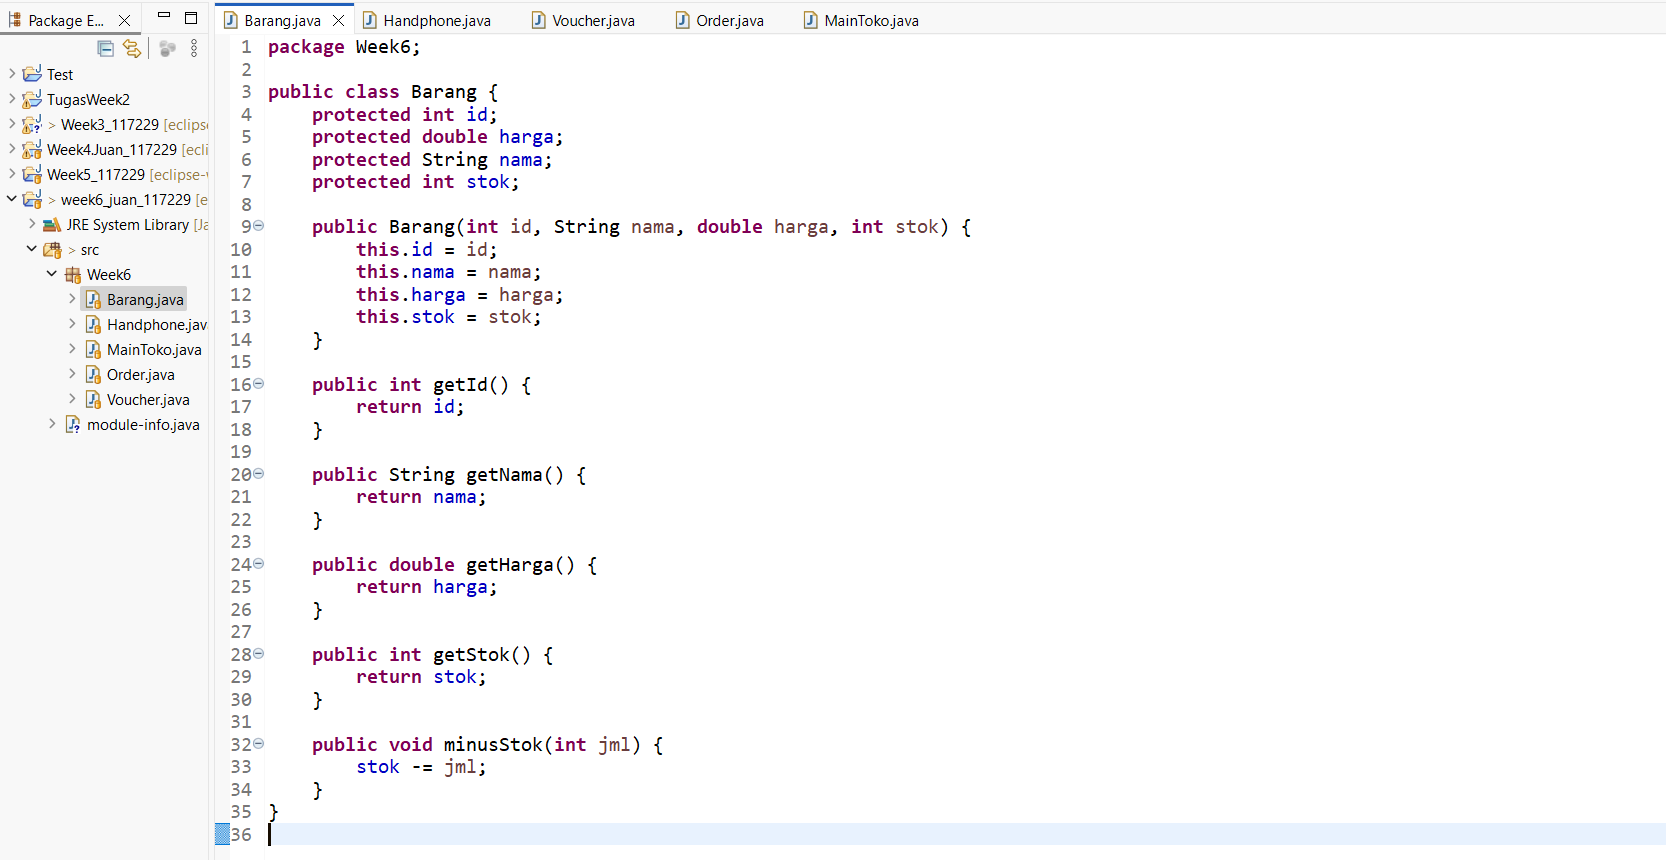 Package E...
Test
TugasWeek2
> Week3_117229 [eclips
Week4.Juan_117229 [ecli
Week5_117229 [eclipse-
> week6_juan_117229 [e
JRE System Library [Ja
> src
Week6
Barang.java
Handphone.jav
MainToko.java
Order.java
Voucher.java
module-info.java
Barang.java Handphone.java Voucher.java Order.java MainToko.java
1 package Week6;
2
3 public class Barang {
4 protected int id;
5 protected double harga;
6 protected String nama;
7 protected int stok;
8
9 public Barang(int id, String nama, double harga, int stok) {
10 this.id = id;
11 this.nama = nama;
12 this.harga = harga;
13 this.stok = stok;
14 }
15
16 public int getId() {
17 return id;
18 }
19
20 public String getNama() {
21 return nama;
22 }
23
24 public double getHarga() {
25 return harga;
26 }
27
28 public int getStok() {
29 return stok;
30 }
31
32 public void minusStok(int jml) {
33 stok -= jml;
34 }
35 }
36